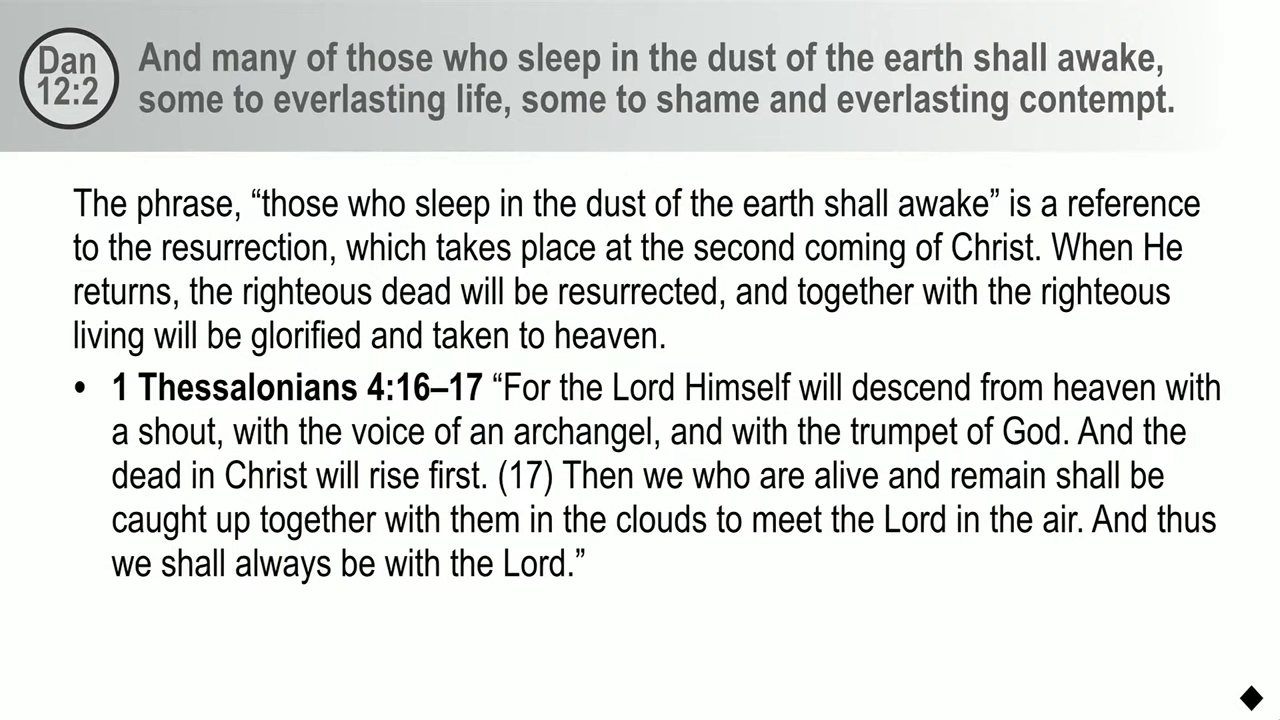 Dan
12:2
And many of those who sleep in the dust of the earth shall awake,
some to everlasting life, some to shame and everlasting contempt.
The phrase, “those who sleep in the dust of the earth shall awake” is a reference
to the resurrection, which takes place at the second coming of Christ. When He
returns, the righteous dead will be resurrected, and together with the righteous
living will be glorified and taken to heaven.
• 1 Thessalonians 4:16–17 “For the Lord Himself will descend from heaven with
a shout, with the voice of an archangel, and with the trumpet of God. And the
dead in Christ will rise first. (17) Then we who are alive and remain shall be
caught up together with them in the clouds to meet the Lord in the air. And thus
we shall always be with the Lord.”